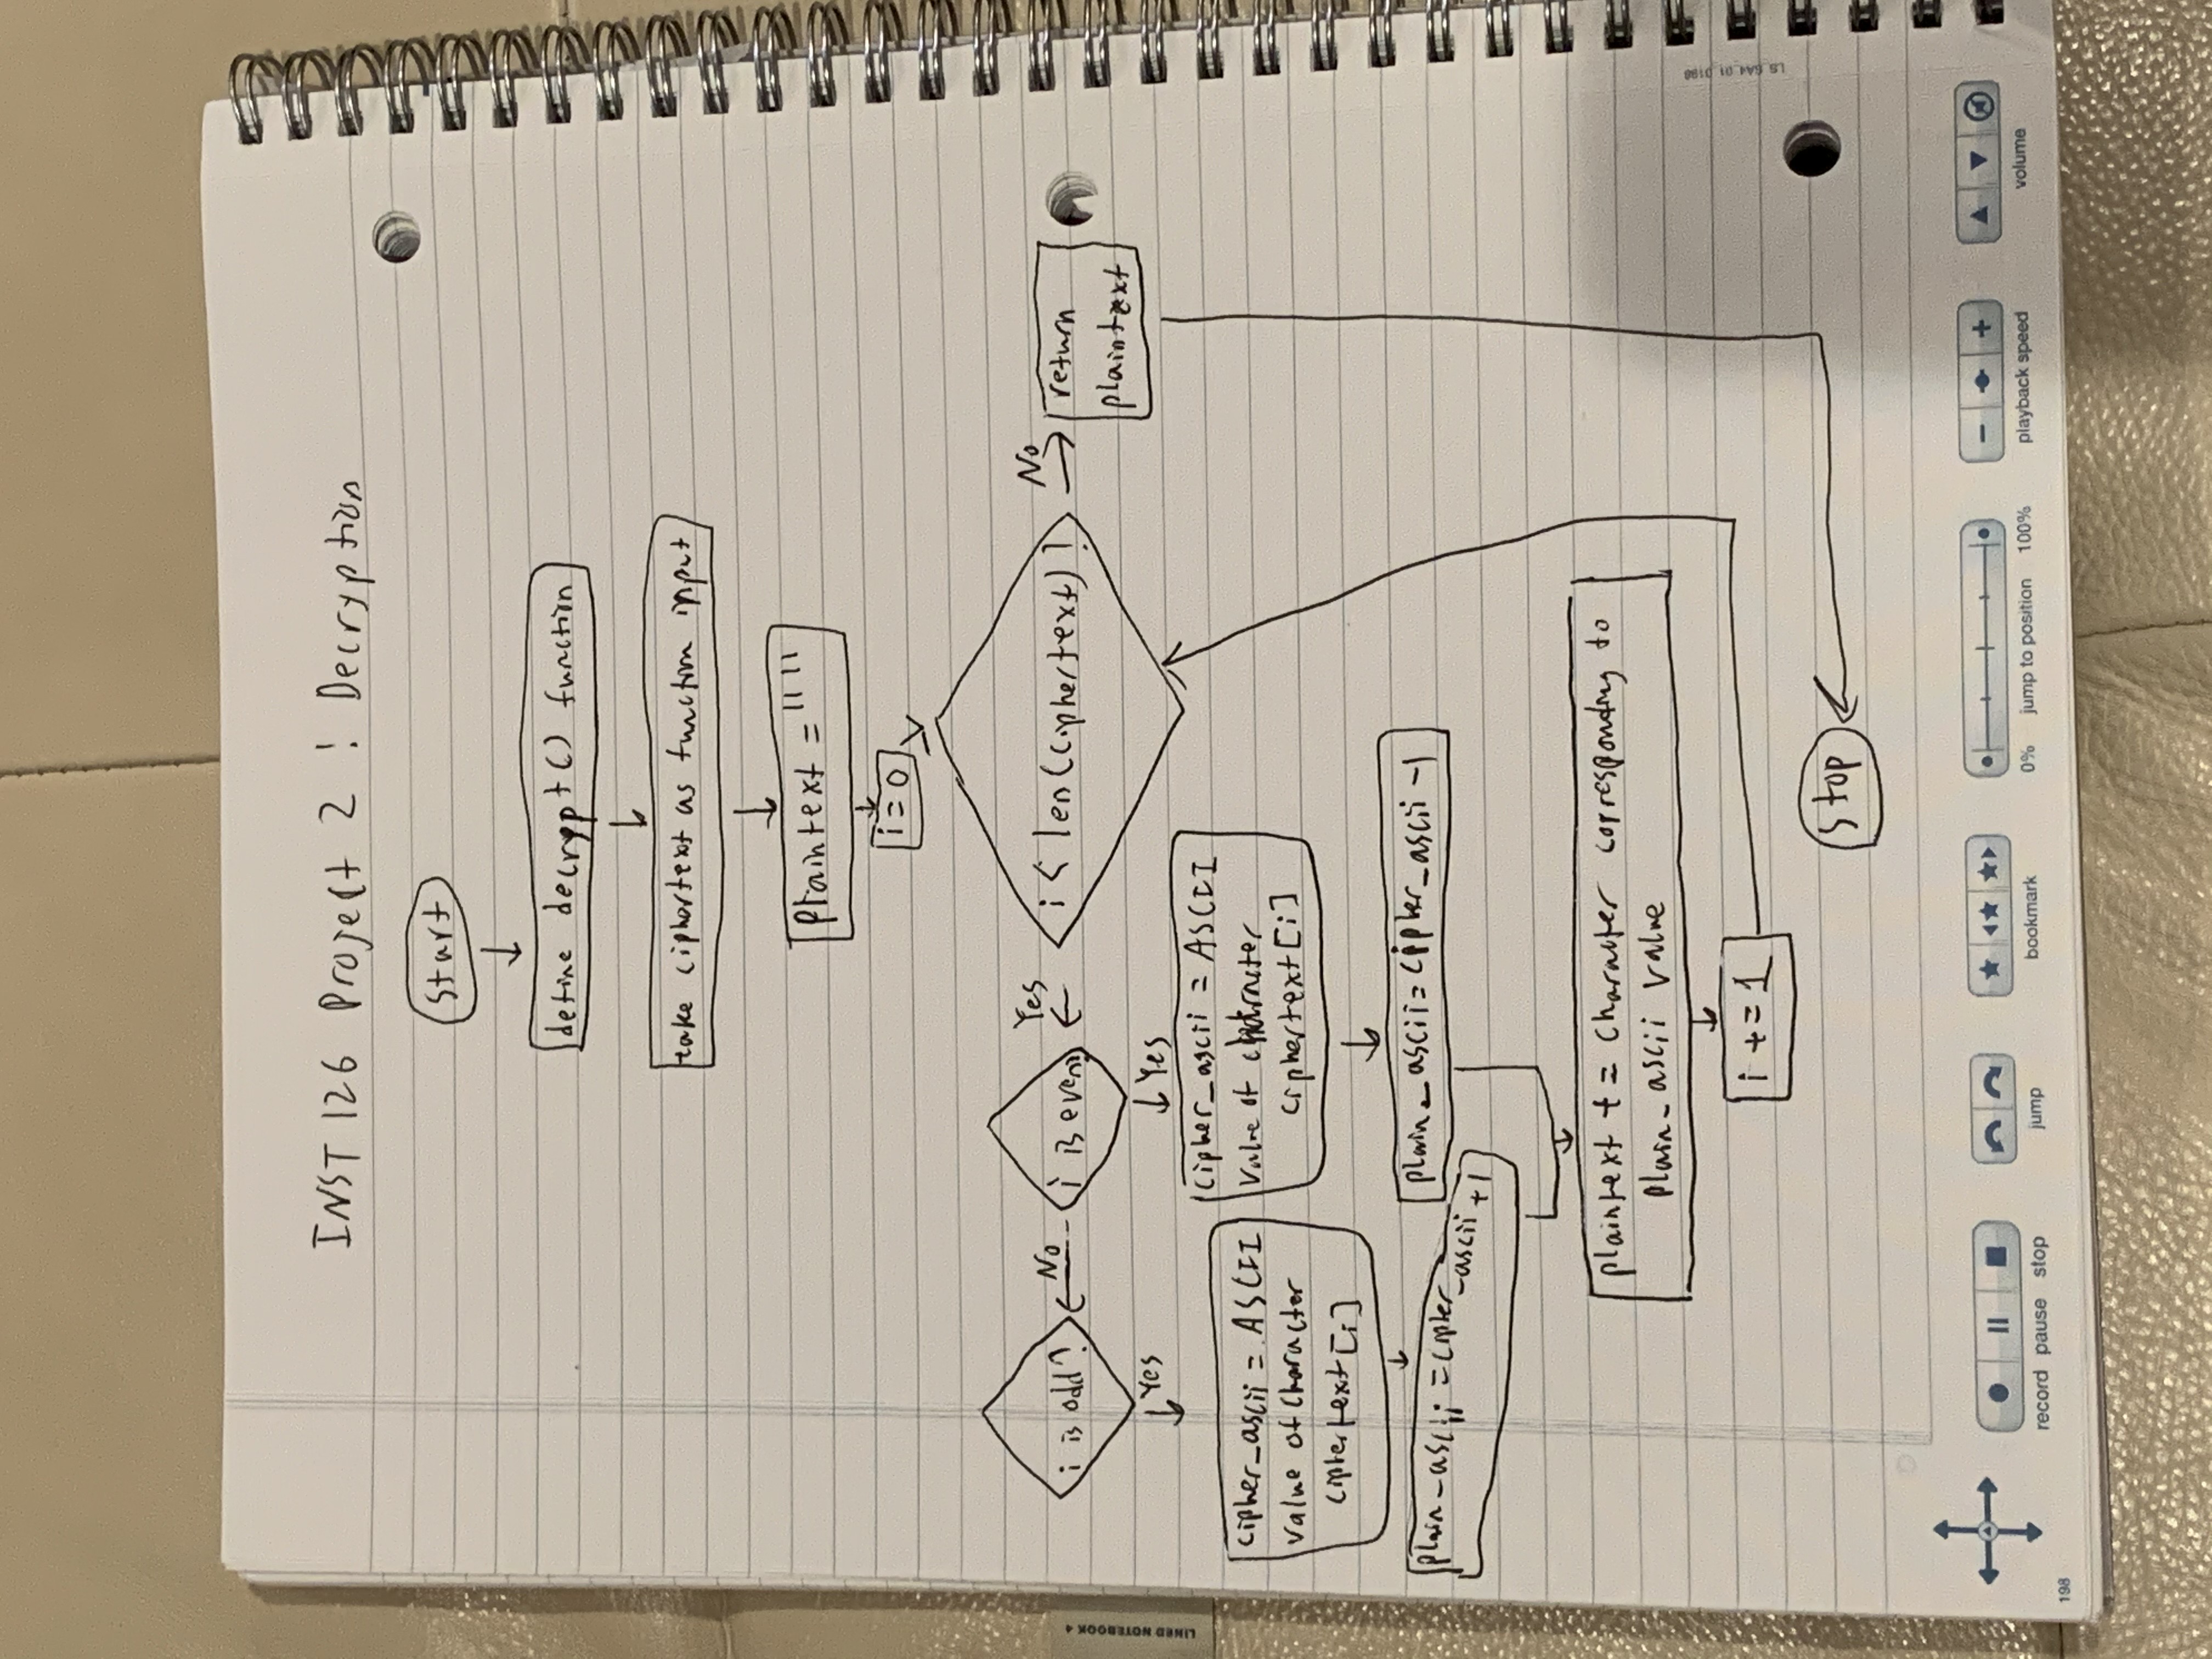 INST 126 Project 2 : Decryption
start
define decrypt() function
take ciphertext as function input
plaintext = ""
i = 0
i < len(ciphertext)?
Yes
No
return
plaintext
i is even?
No
i is odd?
Yes
Yes
cipher_ascii = ASCII
value of character
ciphertext[i]
cipher_ascii = ASCII
value of character
ciphertext[i]
plain_ascii = cipher_ascii - 1
plain_ascii = cipher_ascii + 1
plaintext += character corresponding to
plain_ascii value
i += 1
stop
LINED NOTEBOOK 4
record pause stop
jump
bookmark
0% jump to position 100%
playback speed
volume
198